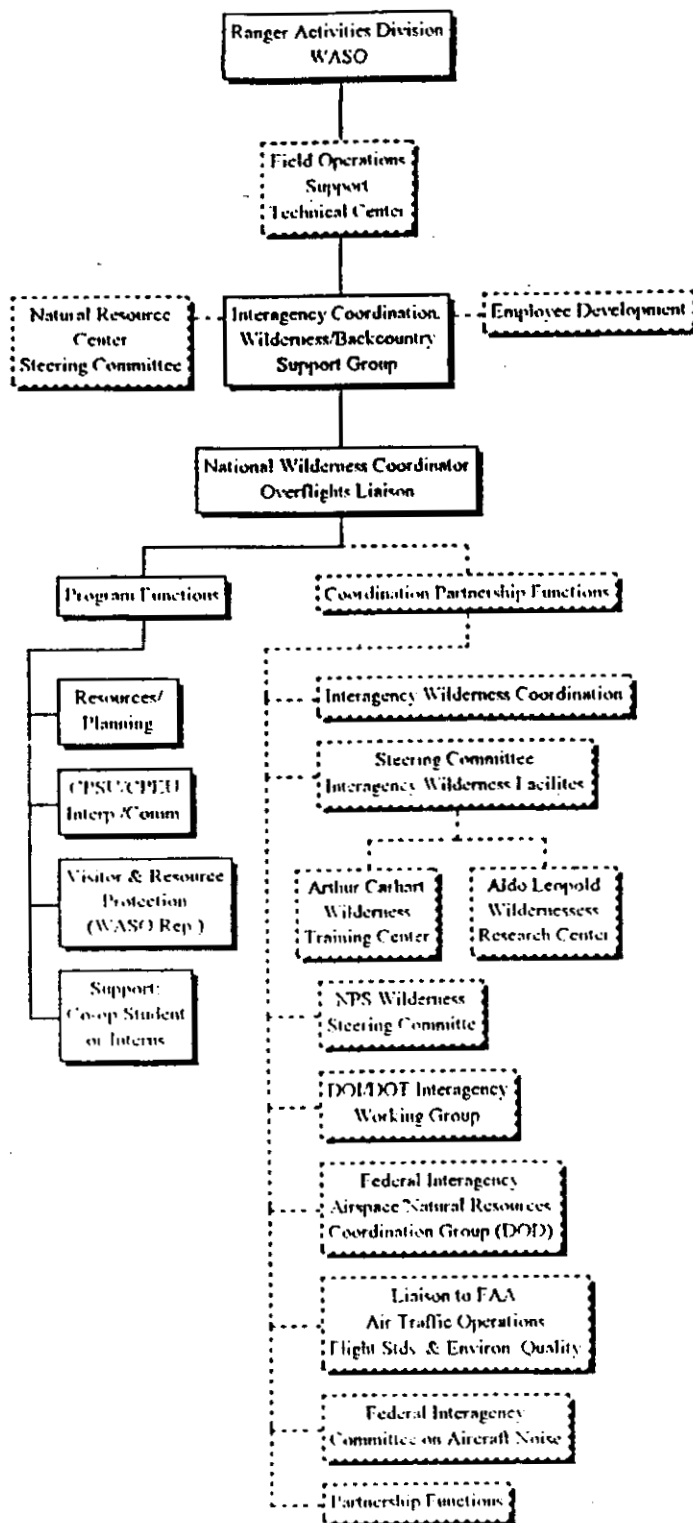 Ranger Activities Division
WASO
Field Operations
Support
Technical Center
Natural Resource
Center
Steering Committee
Interagency Coordination.
Wilderness/Backcountry
Support Group
Employee Development
National Wilderness Coordinator
Overflights Liaison
Program Functions
Coordination Partnership Functions
Resources/
Planning
CPSU/CPEU
Interp./Comm
Visitor & Resource
Protection
(WASO Rep.)
Support:
Co-op Student
or Interns
Interagency Wilderness Coordination
Steering Committee
Interagency Wilderness Facilites
Arthur Carhart
Wilderness
Training Center
Aldo Leopold
Wildernessess
Research Center
NPS Wilderness
Steering Committe
DOI/DOT Interagency
Working Group
Federal Interagency
Airspace/Natural Resources
Coordination Group (DOD)
Liaison to FAA
Air Traffic Operations
Flight Stds. & Environ. Quality
Federal Interagency
Committee on Aircraft Noise
Partnership Functions